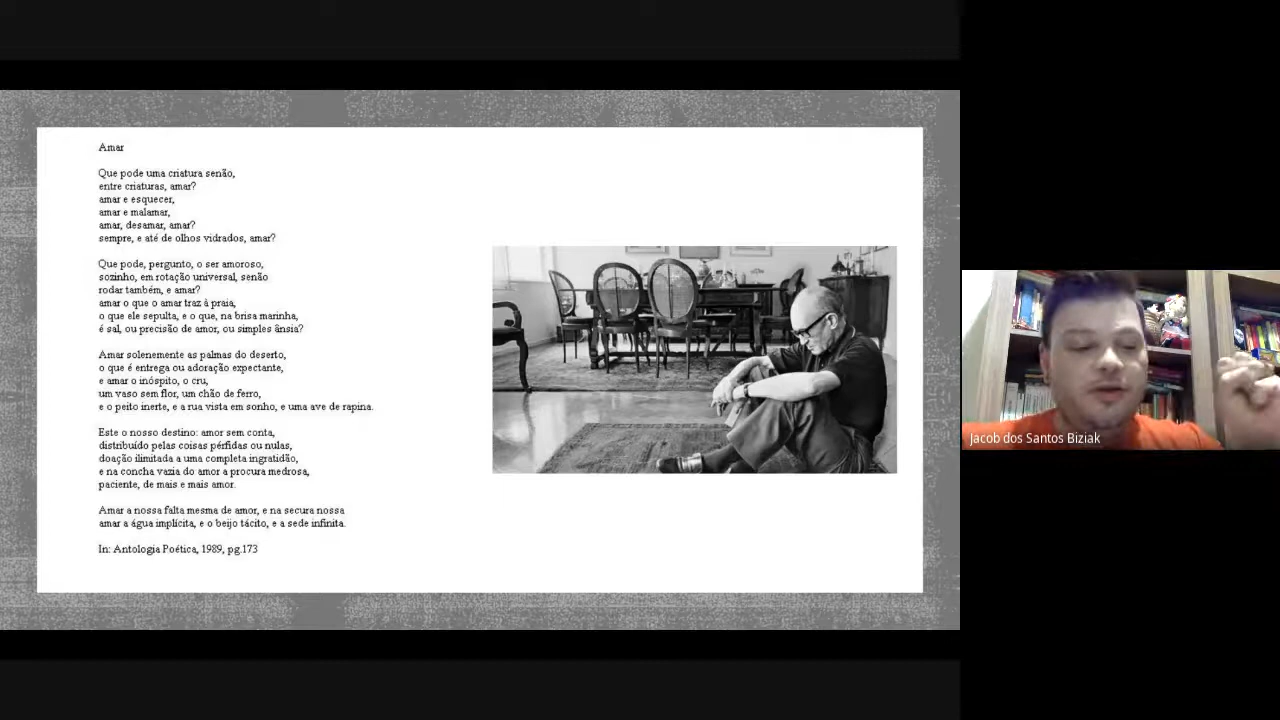 Amar
Que pode uma criatura senão,
entre criaturas, amar?
amar e esquecer,
amar e malamar,
amar, desamar, amar?
sempre, e até de olhos vidrados, amar?
Que pode, pergunto, o ser amoroso,
sozinho, em rotação universal, senão
rodar também, e amar?
amar o que o amar traz à praia,
o que ele sepulta, e o que, na brisa marinha,
é sal, ou precisão de amor, ou simples ânsia?
Amar solenemente as palmas do deserto,
o que é entrega ou adoração expectante,
e amar o inóspito, o cru,
um vaso sem flor, um chão de ferro,
e o peito inerte, e a rua vista em sonho, e uma ave de rapina.
Este o nosso destino: amor sem conta,
distribuído pelas coisas pérfidas ou nulas,
doação ilimitada a uma completa ingratidão,
e na concha vazia do amor a procura medrosa,
paciente, de mais e mais amor.
Amar a nossa falta mesma de amor, e na secura nossa
amar a água implícita, e o beijo tácito, e a sede infinita.
In: Antologia Poética, 1989, pg.173
Jacob dos Santos Biziak